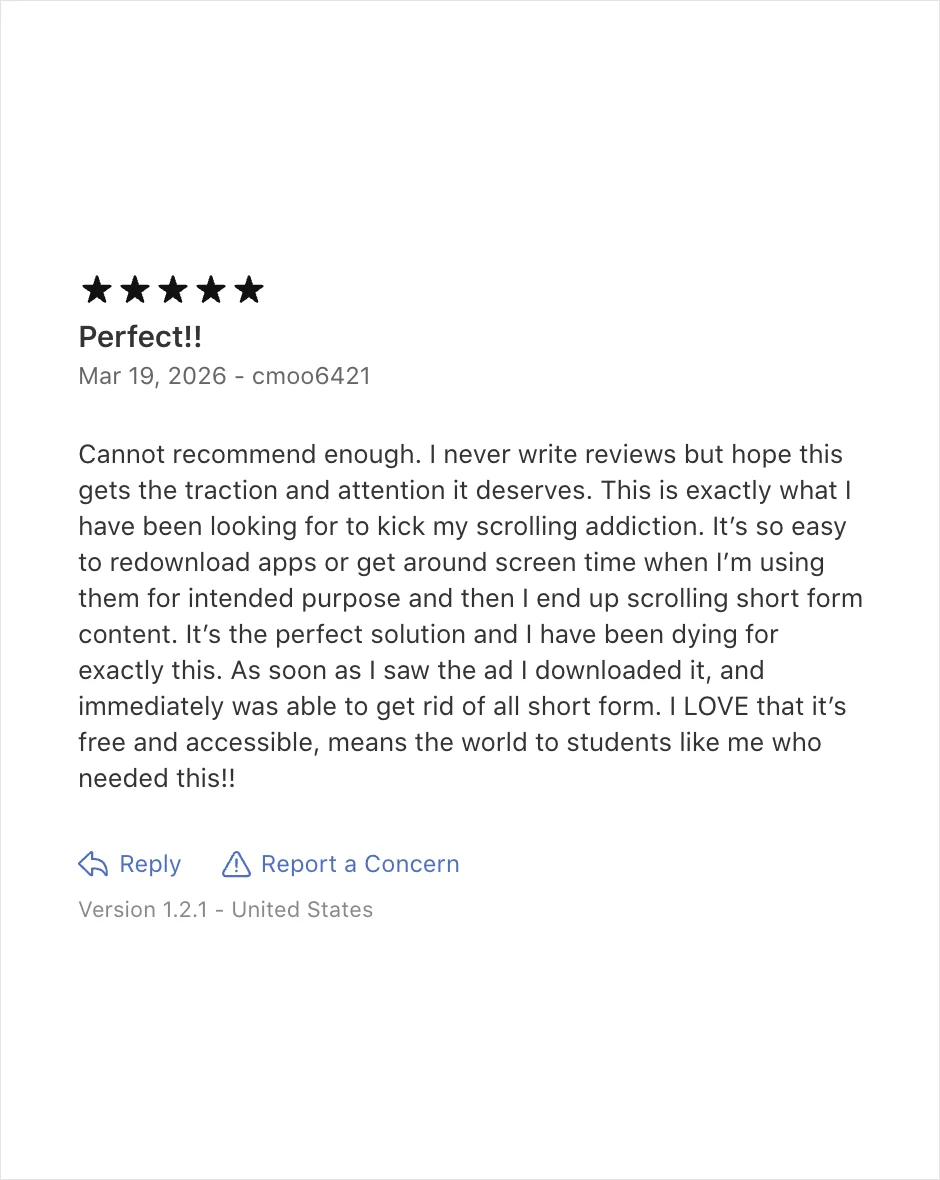 Perfect!!
Mar 19, 2026 - cmoo6421
Cannot recommend enough. I never write reviews but hope this
gets the traction and attention it deserves. This is exactly what I
have been looking for to kick my scrolling addiction. It’s so easy
to redownload apps or get around screen time when I’m using
them for intended purpose and then I end up scrolling short form
content. It’s the perfect solution and I have been dying for
exactly this. As soon as I saw the ad I downloaded it, and
immediately was able to get rid of all short form. I LOVE that it’s
free and accessible, means the world to students like me who
needed this!!
Reply Report a Concern
Version 1.2.1 - United States